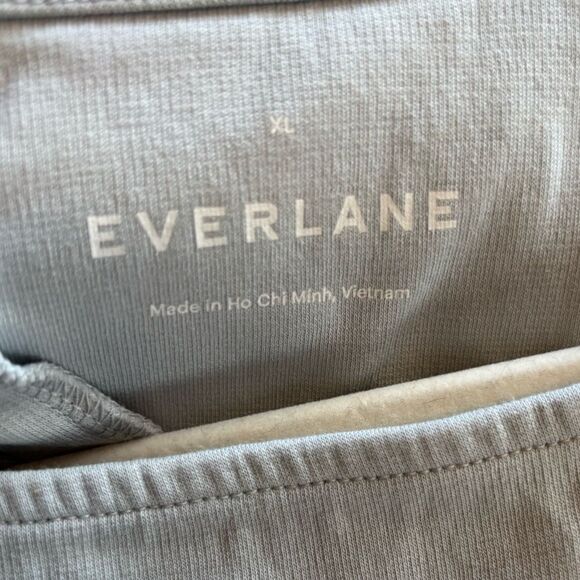 XL
EVERLANE
Made in Ho Chi Minh, Vietnam